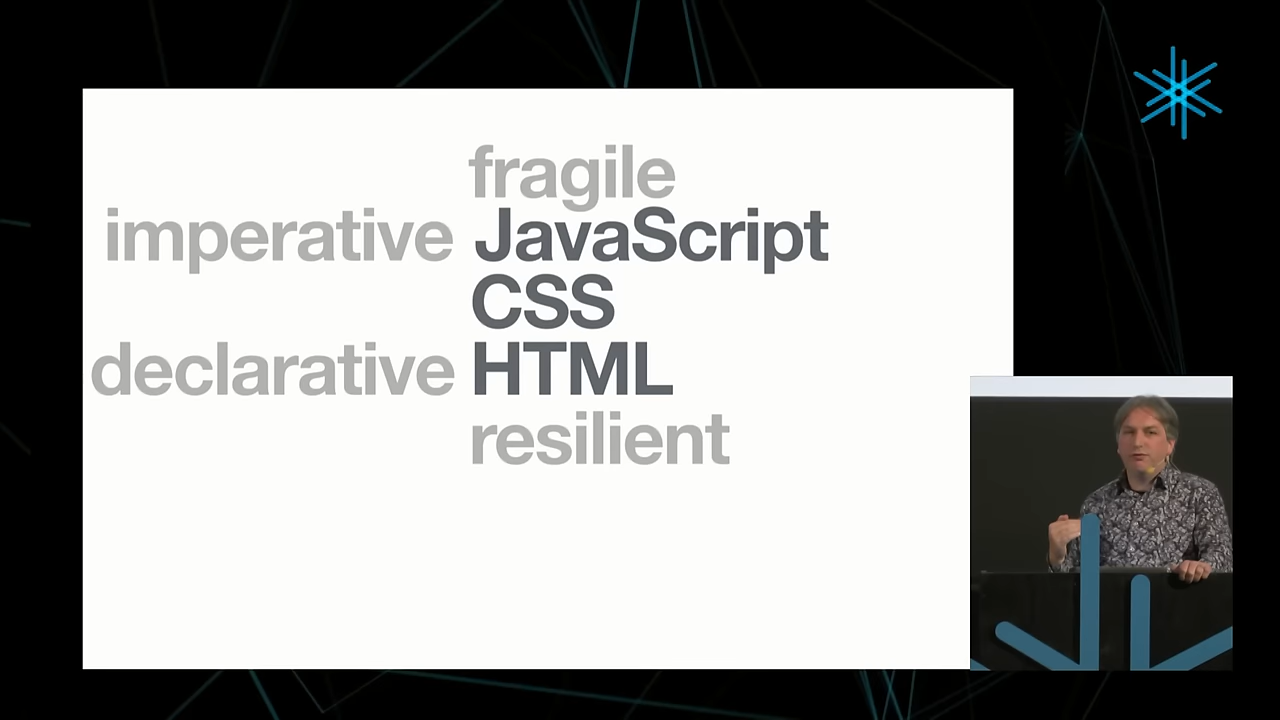 fragile
imperative JavaScript
CSS
declarative HTML
resilient